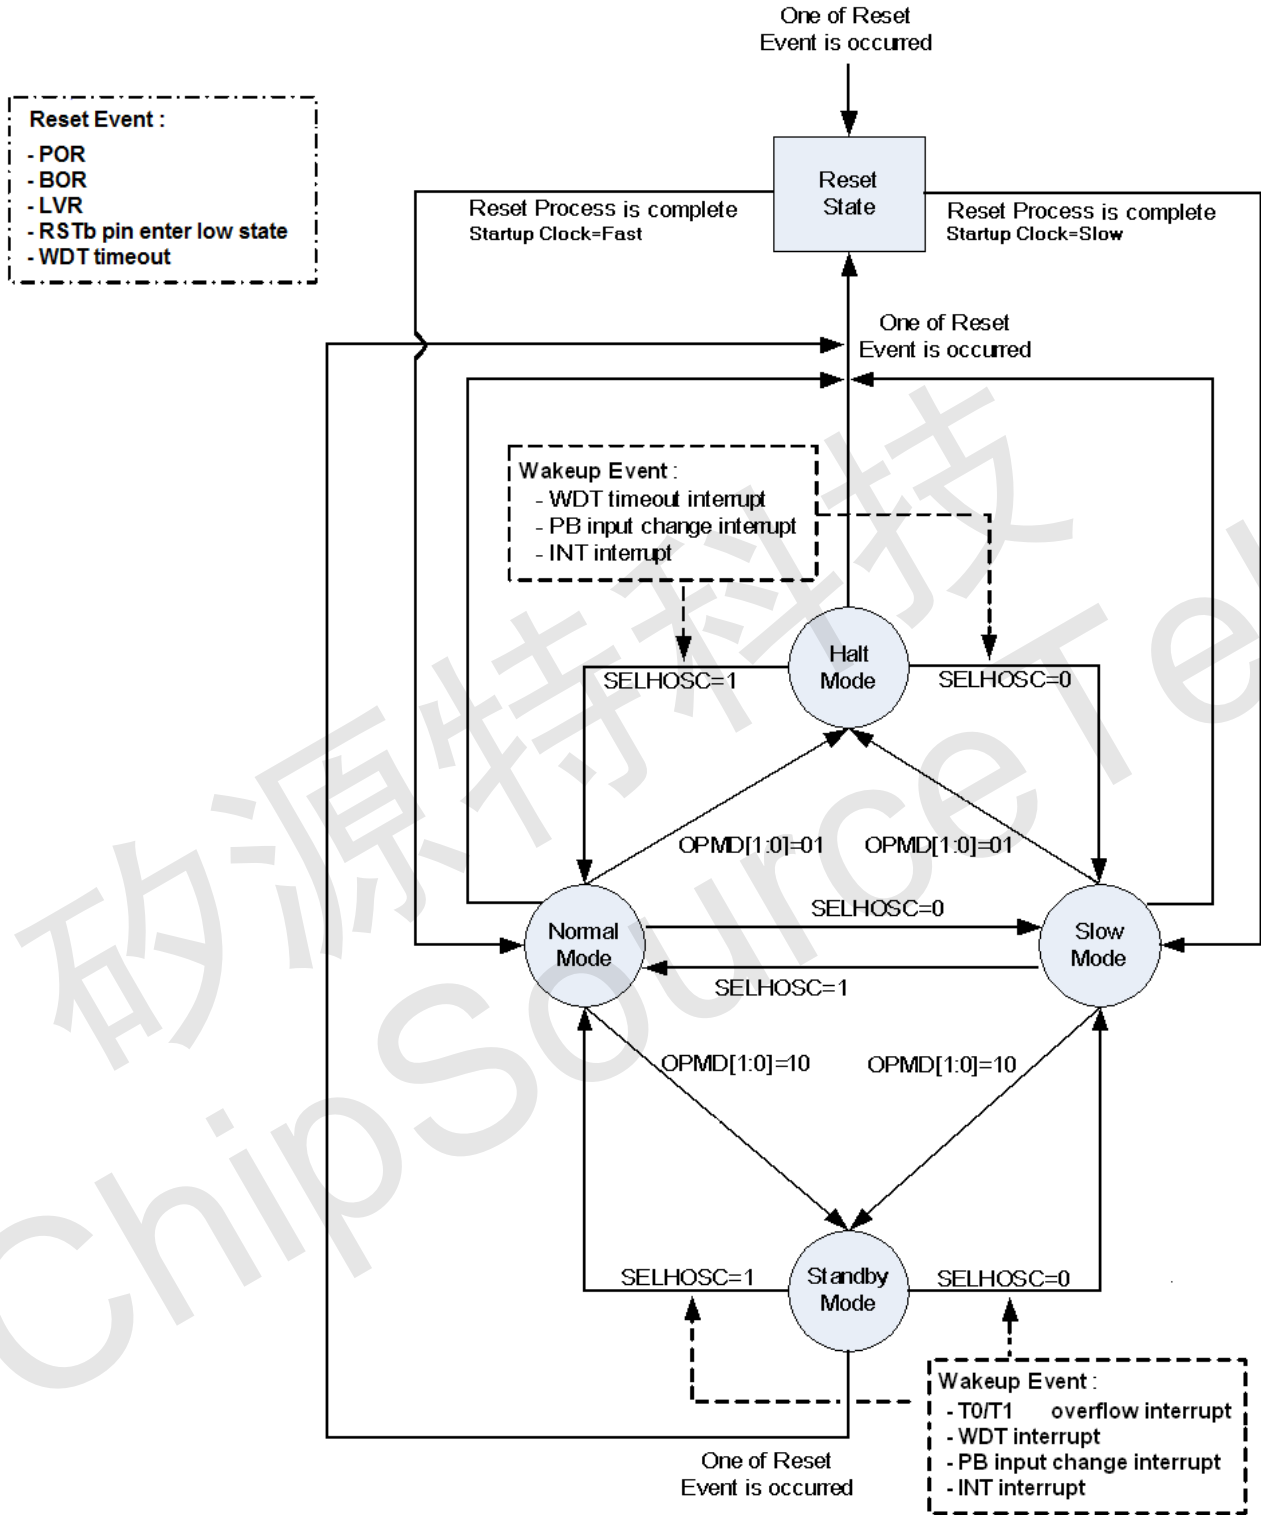 One of Reset
Event is occurred
Reset Event :
- POR
- BOR
- LVR
- RSTb pin enter low state
- WDT timeout
Reset
State
Reset Process is complete
Startup Clock=Fast
Reset Process is complete
Startup Clock=Slow
One of Reset
Event is occurred
Wakeup Event :
- WDT timeout interrupt
- PB input change interrupt
- INT interrupt
Halt
Mode
SELHOSC=1
SELHOSC=0
OPMD[1:0]=01
OPMD[1:0]=01
SELHOSC=0
Normal
Mode
Slow
Mode
SELHOSC=1
OPMD[1:0]=10
OPMD[1:0]=10
SELHOSC=1
Standby
Mode
SELHOSC=0
Wakeup Event :
- T0/T1 overflow interrupt
- WDT interrupt
- PB input change interrupt
- INT interrupt
One of Reset
Event is occurred
矽源特科技
ChipSourceTe